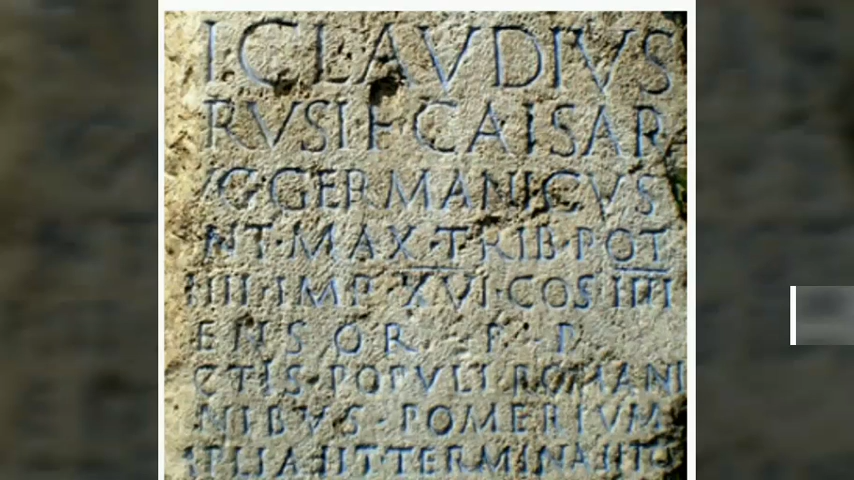 I CLAVDIVS
RVSI F CAISAR
G GERMANICVS
NT·MAX·TRIB·POT
IIII·IMP·XVI·COS IIII
ENSOR P P
CTIS·POPVLI ROMANI
NIBVS·POMERIVM
TERMINA